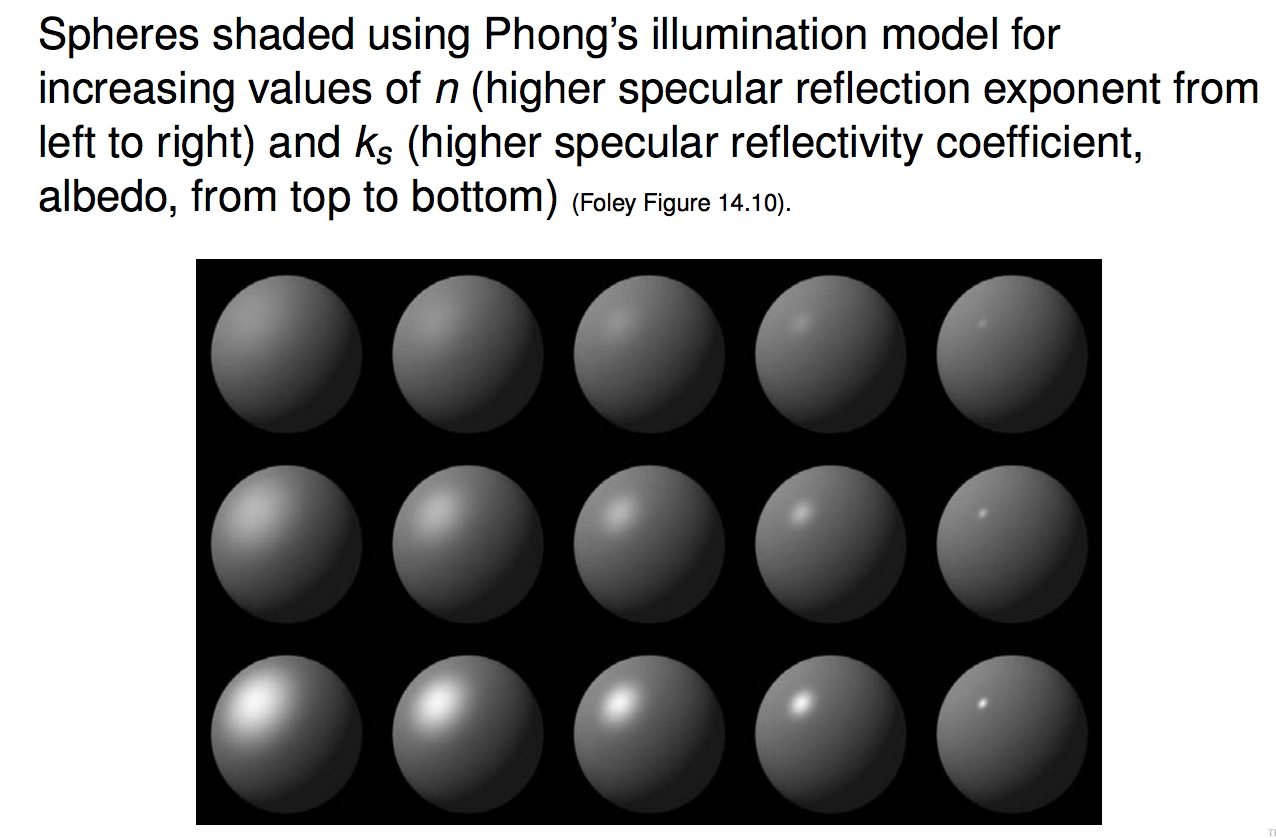 Spheres shaded using Phong’s illumination model for
increasing values of n (higher specular reflection exponent from
left to right) and ks (higher specular reflectivity coefficient,
albedo, from top to bottom) (Foley Figure 14.10).